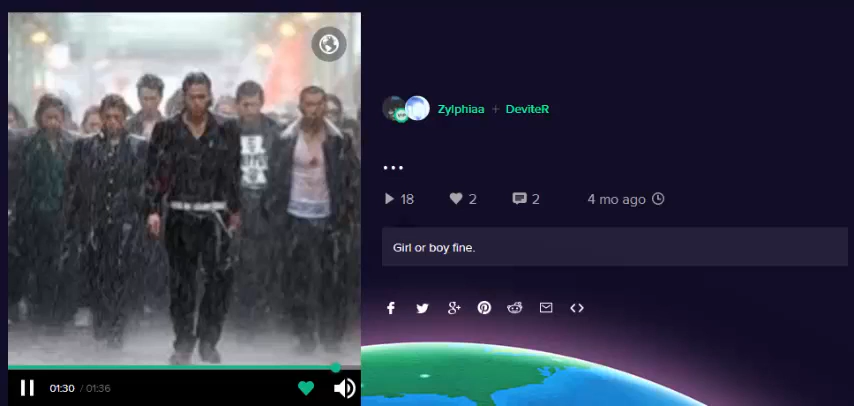 Zylphiaa + DeviteR
...
18 2 2 4 mo ago
Girl or boy fine.
01:30 / 01:36